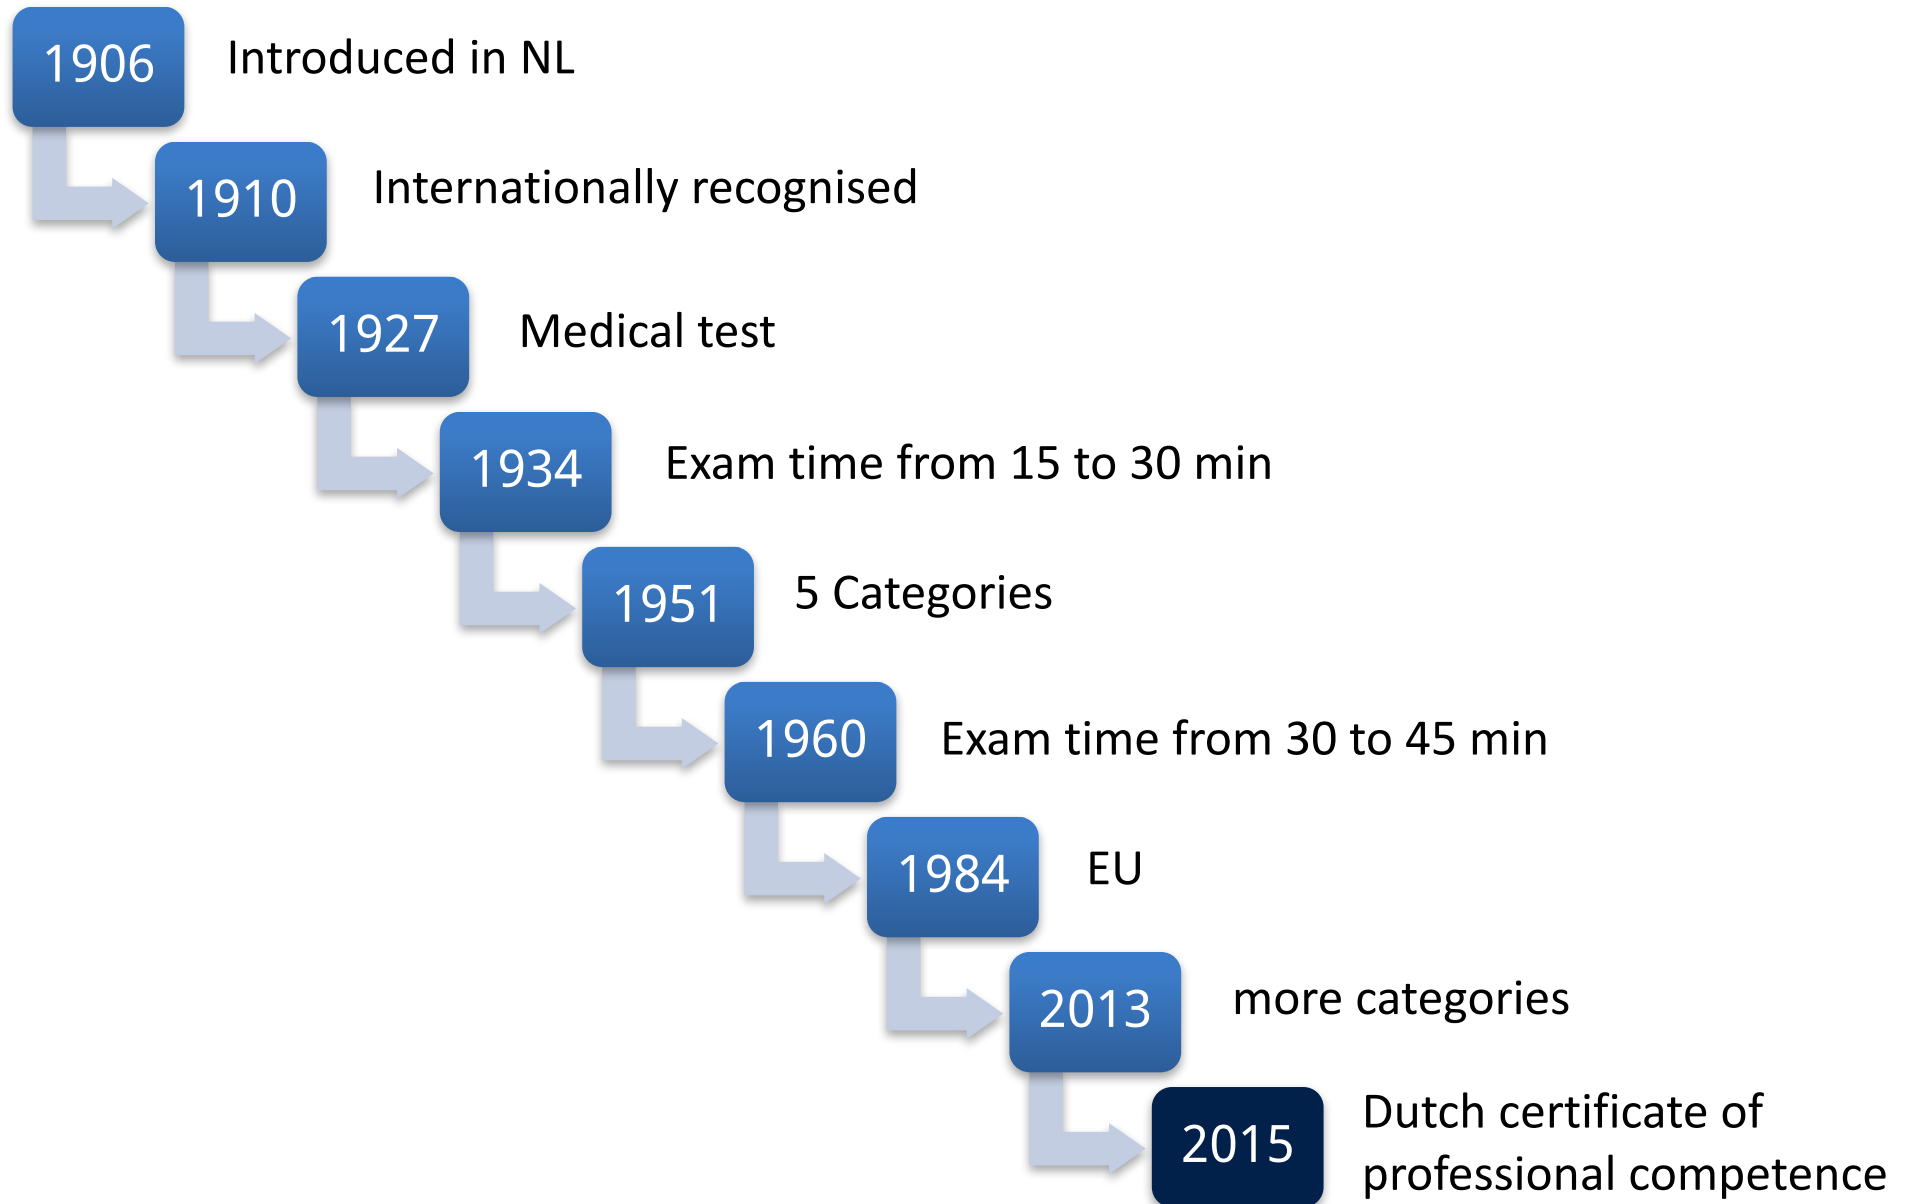 1906 Introduced in NL
1910 Internationally recognised
1927 Medical test
1934 Exam time from 15 to 30 min
1951 5 Categories
1960 Exam time from 30 to 45 min
1984 EU
2013 more categories
2015 Dutch certificate of
professional competence